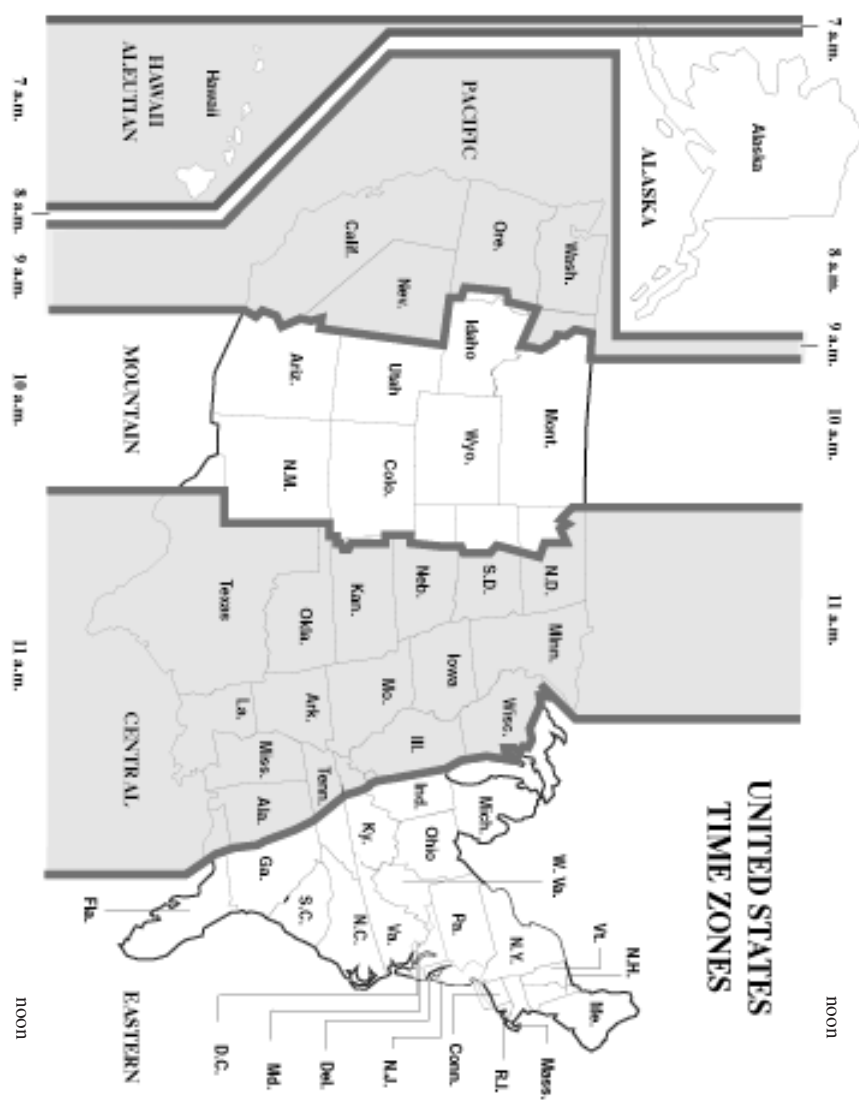 UNITED STATES
TIME ZONES
7 a.m.
8 a.m.
9 a.m.
10 a.m.
11 a.m.
noon
Alaska
ALASKA
PACIFIC
Wash.
Ore.
Calif.
Nev.
Idaho
Mont.
Wyo.
Utah
Ariz.
Colo.
N.M.
N.D.
S.D.
Neb.
Kan.
Okla.
Texas
Minn.
Iowa
Mo.
Ark.
La.
Wisc.
Ill.
Miss.
Tenn.
Ala.
Mich.
Ind.
Ohio
Ky.
Ga.
Fla.
S.C.
N.C.
Va.
W. Va.
Pa.
N.Y.
Vt.
N.H.
Me.
Mass.
R.I.
Conn.
N.J.
Del.
Md.
D.C.
Hawaii
HAWAII
ALEUTIAN
MOUNTAIN
CENTRAL
EASTERN
7 a.m.
8 a.m.
9 a.m.
10 a.m.
11 a.m.
noon